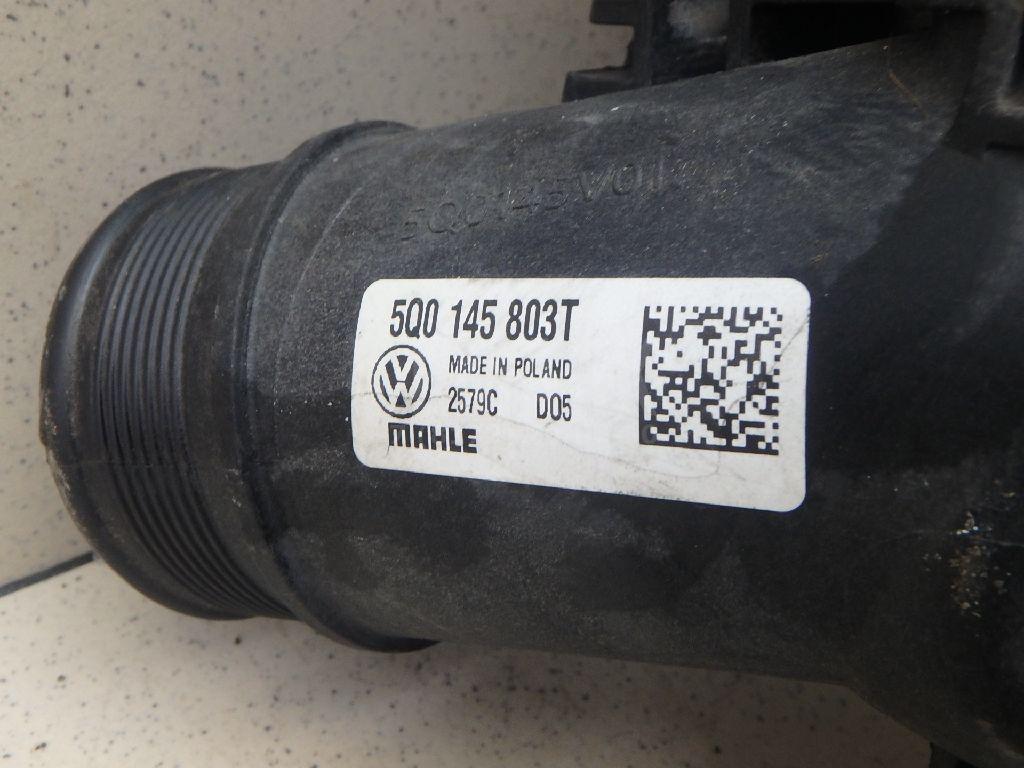 5Q0 145 803T
MADE IN POLAND
2579C D05
MAHLE